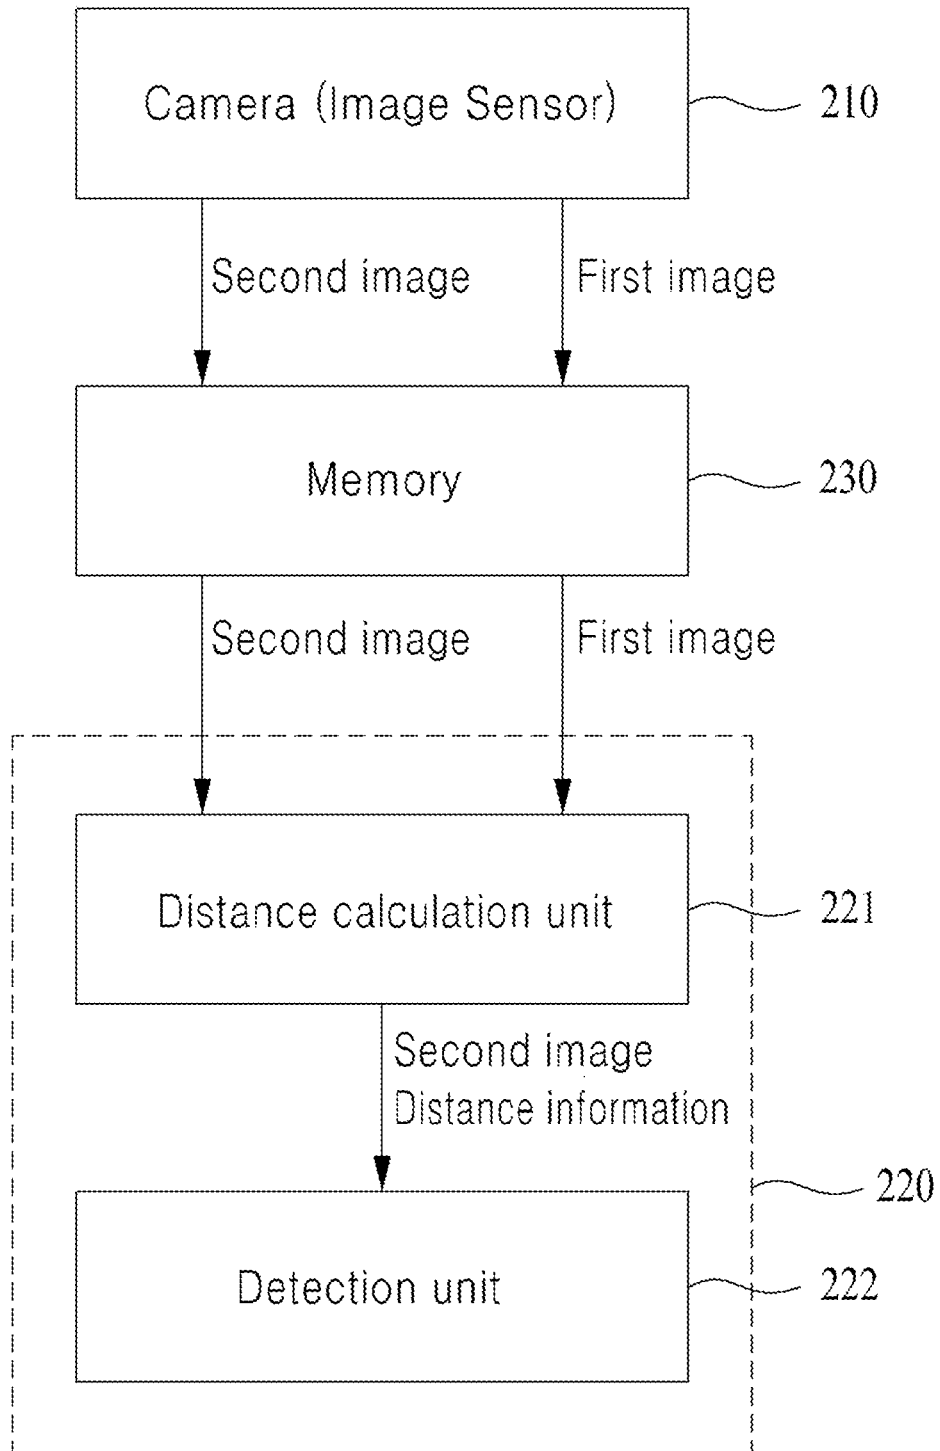 Camera (Image Sensor)
210
Second image
First image
Memory
230
Second image
First image
Distance calculation unit
221
Second image
Distance information
220
Detection unit
222